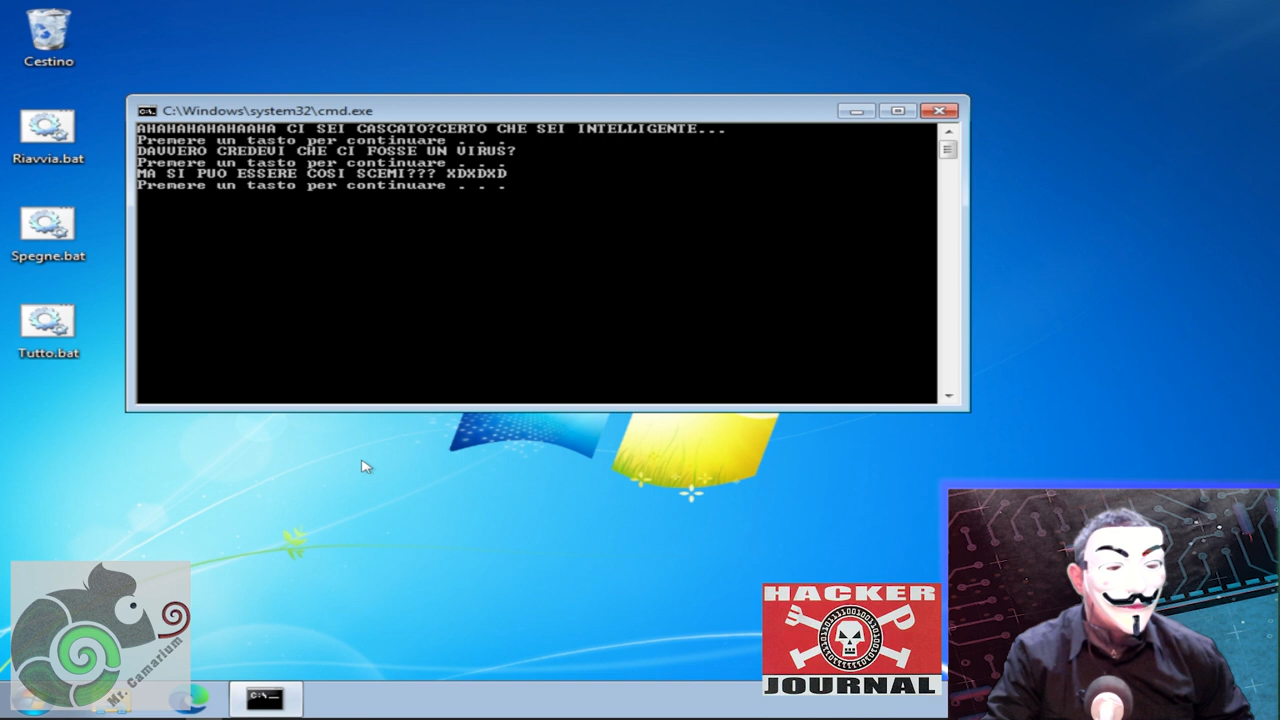 Cestino
Riavvia.bat
Spegne.bat
Tutto.bat
C:\Windows\system32\cmd.exe
AHAHAHAHAHAAHA CI SEI CASCATO?CERTO CHE SEI INTELLIGENTE...
Premere un tasto per continuare . . .
DAVVERO CREDEVI CHE CI FOSSE UN VIRUS?
Premere un tasto per continuare . . .
MA SI PUO ESSERE COSI SCEMI??? XDXDXD
Premere un tasto per continuare . . .
Mr. Camarium
HACKER
JOURNAL